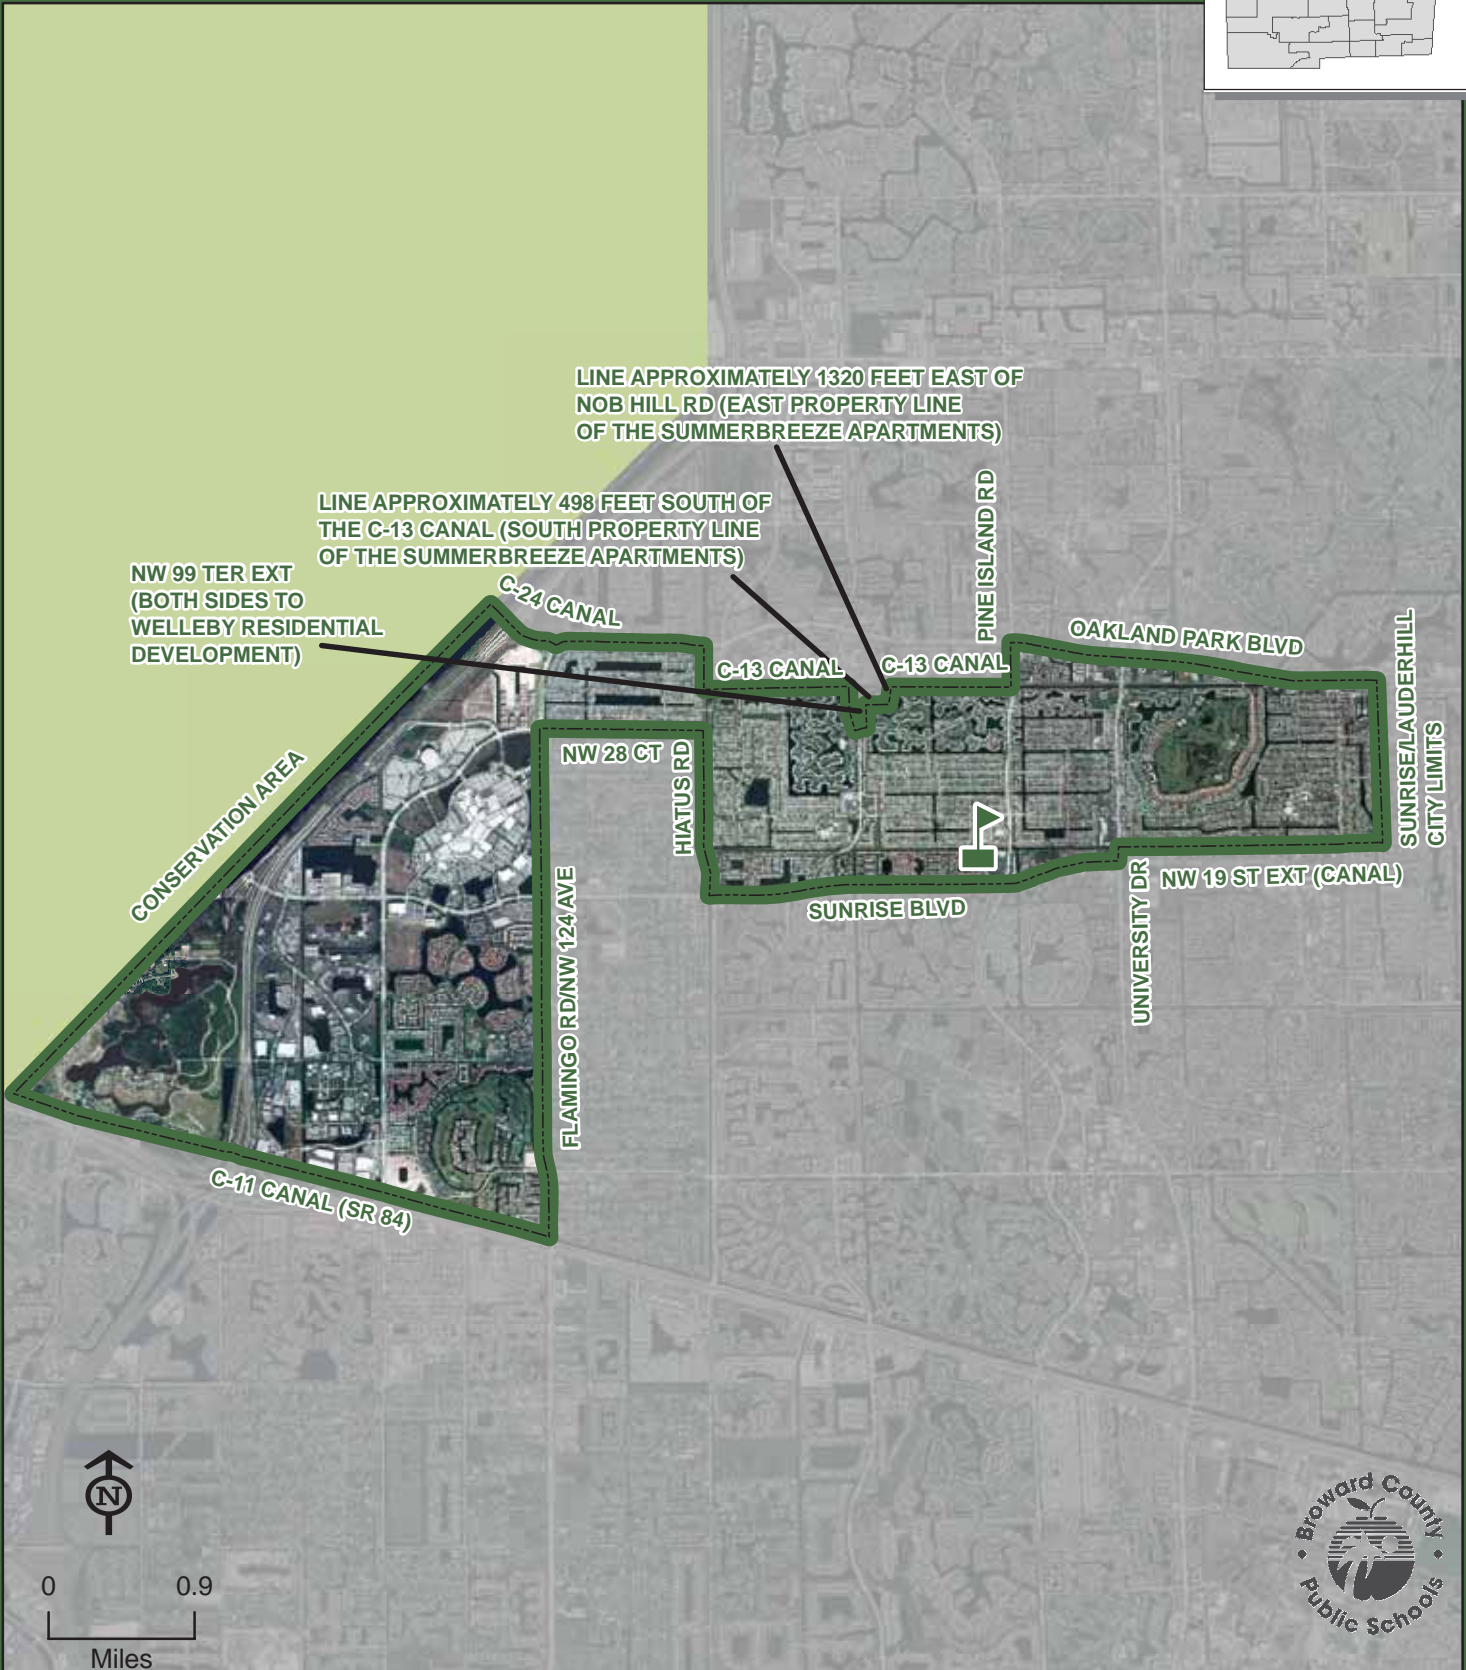 LINE APPROXIMATELY 1320 FEET EAST OF
NOB HILL RD (EAST PROPERTY LINE
OF THE SUMMERBREEZE APARTMENTS)
LINE APPROXIMATELY 498 FEET SOUTH OF
THE C-13 CANAL (SOUTH PROPERTY LINE
OF THE SUMMERBREEZE APARTMENTS)
NW 99 TER EXT
(BOTH SIDES TO
WELLEBY RESIDENTIAL
DEVELOPMENT)
C-24 CANAL
PINE ISLAND RD
OAKLAND PARK BLVD
C-13 CANAL
C-13 CANAL
SUNRISE/LAUDERHILL
CITY LIMITS
NW 28 CT
HIATUS RD
CONSERVATION AREA
FLAMINGO RD/NW 124 AVE
SUNRISE BLVD
UNIVERSITY DR
NW 19 ST EXT (CANAL)
C-11 CANAL (SR 84)
N
0 0.9
Miles
Broward County
Public Schools